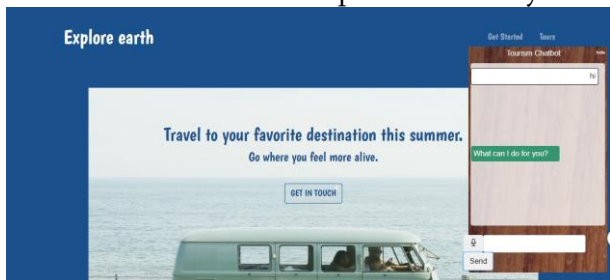 Explore earth
Get Started Tours
Tourism Chatbot
hi
Travel to your favorite destination this summer.
Go where you feel more alive.
What can I do for you?
GET IN TOUCH
Send